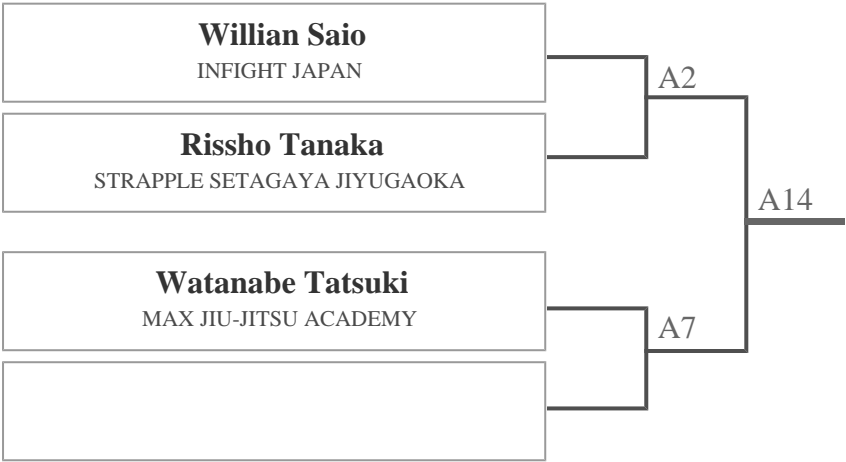 Willian Saio
INFIGHT JAPAN
A2
Rissho Tanaka
STRAPPLE SETAGAYA JIYUGAOKA
A14
Watanabe Tatsuki
MAX JIU-JITSU ACADEMY
A7